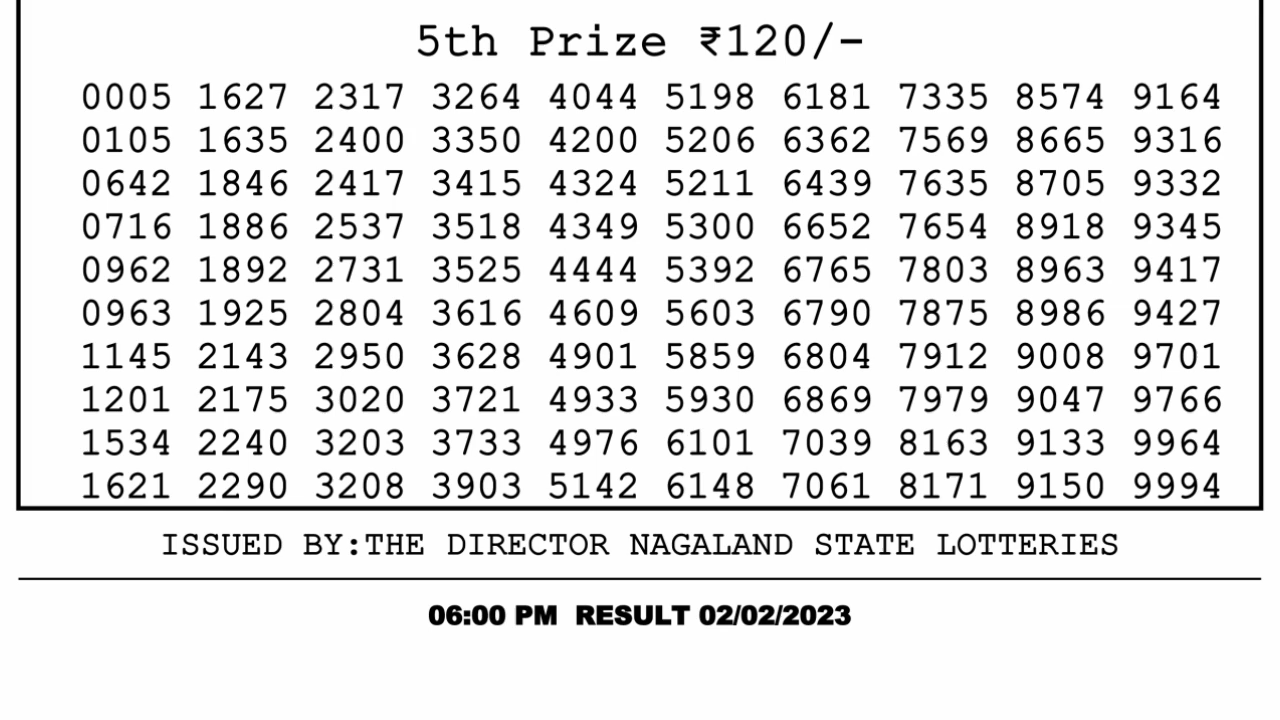 5th Prize ₹120/-
0005 1627 2317 3264 4044 5198 6181 7335 8574 9164
0105 1635 2400 3350 4200 5206 6362 7569 8665 9316
0642 1846 2417 3415 4324 5211 6439 7635 8705 9332
0716 1886 2537 3518 4349 5300 6652 7654 8918 9345
0962 1892 2731 3525 4444 5392 6765 7803 8963 9417
0963 1925 2804 3616 4609 5603 6790 7875 8986 9427
1145 2143 2950 3628 4901 5859 6804 7912 9008 9701
1201 2175 3020 3721 4933 5930 6869 7979 9047 9766
1534 2240 3203 3733 4976 6101 7039 8163 9133 9964
1621 2290 3208 3903 5142 6148 7061 8171 9150 9994
ISSUED BY:THE DIRECTOR NAGALAND STATE LOTTERIES
06:00 PM RESULT 02/02/2023